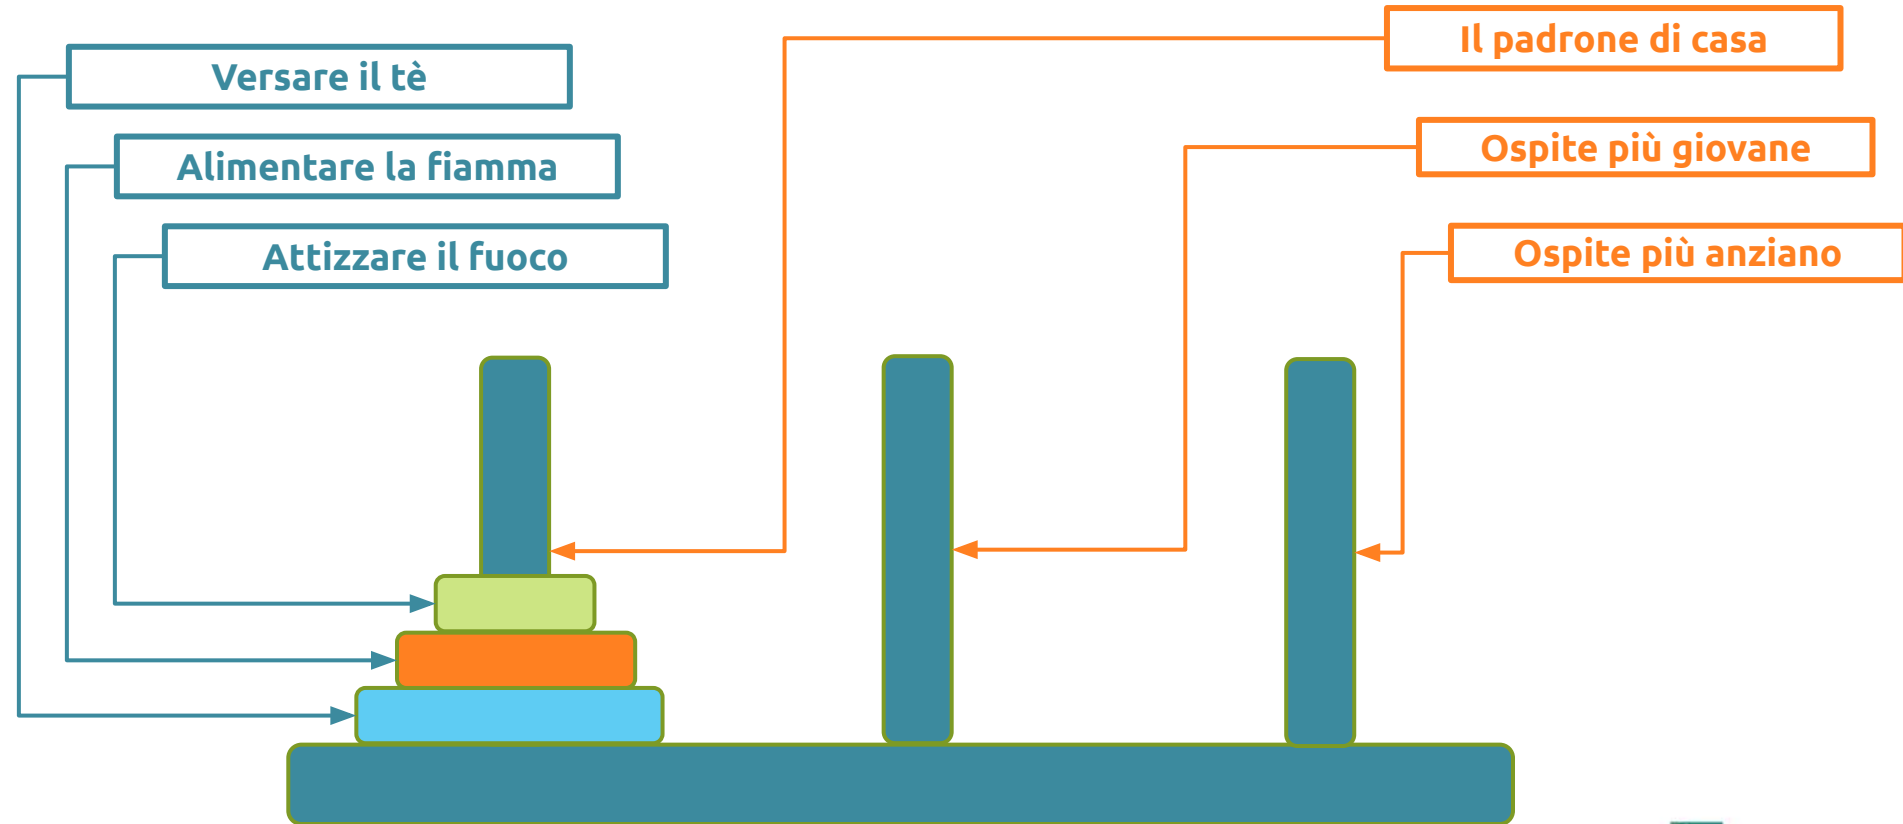 Versare il tè
Alimentare la fiamma
Attizzare il fuoco
Il padrone di casa
Ospite più giovane
Ospite più anziano